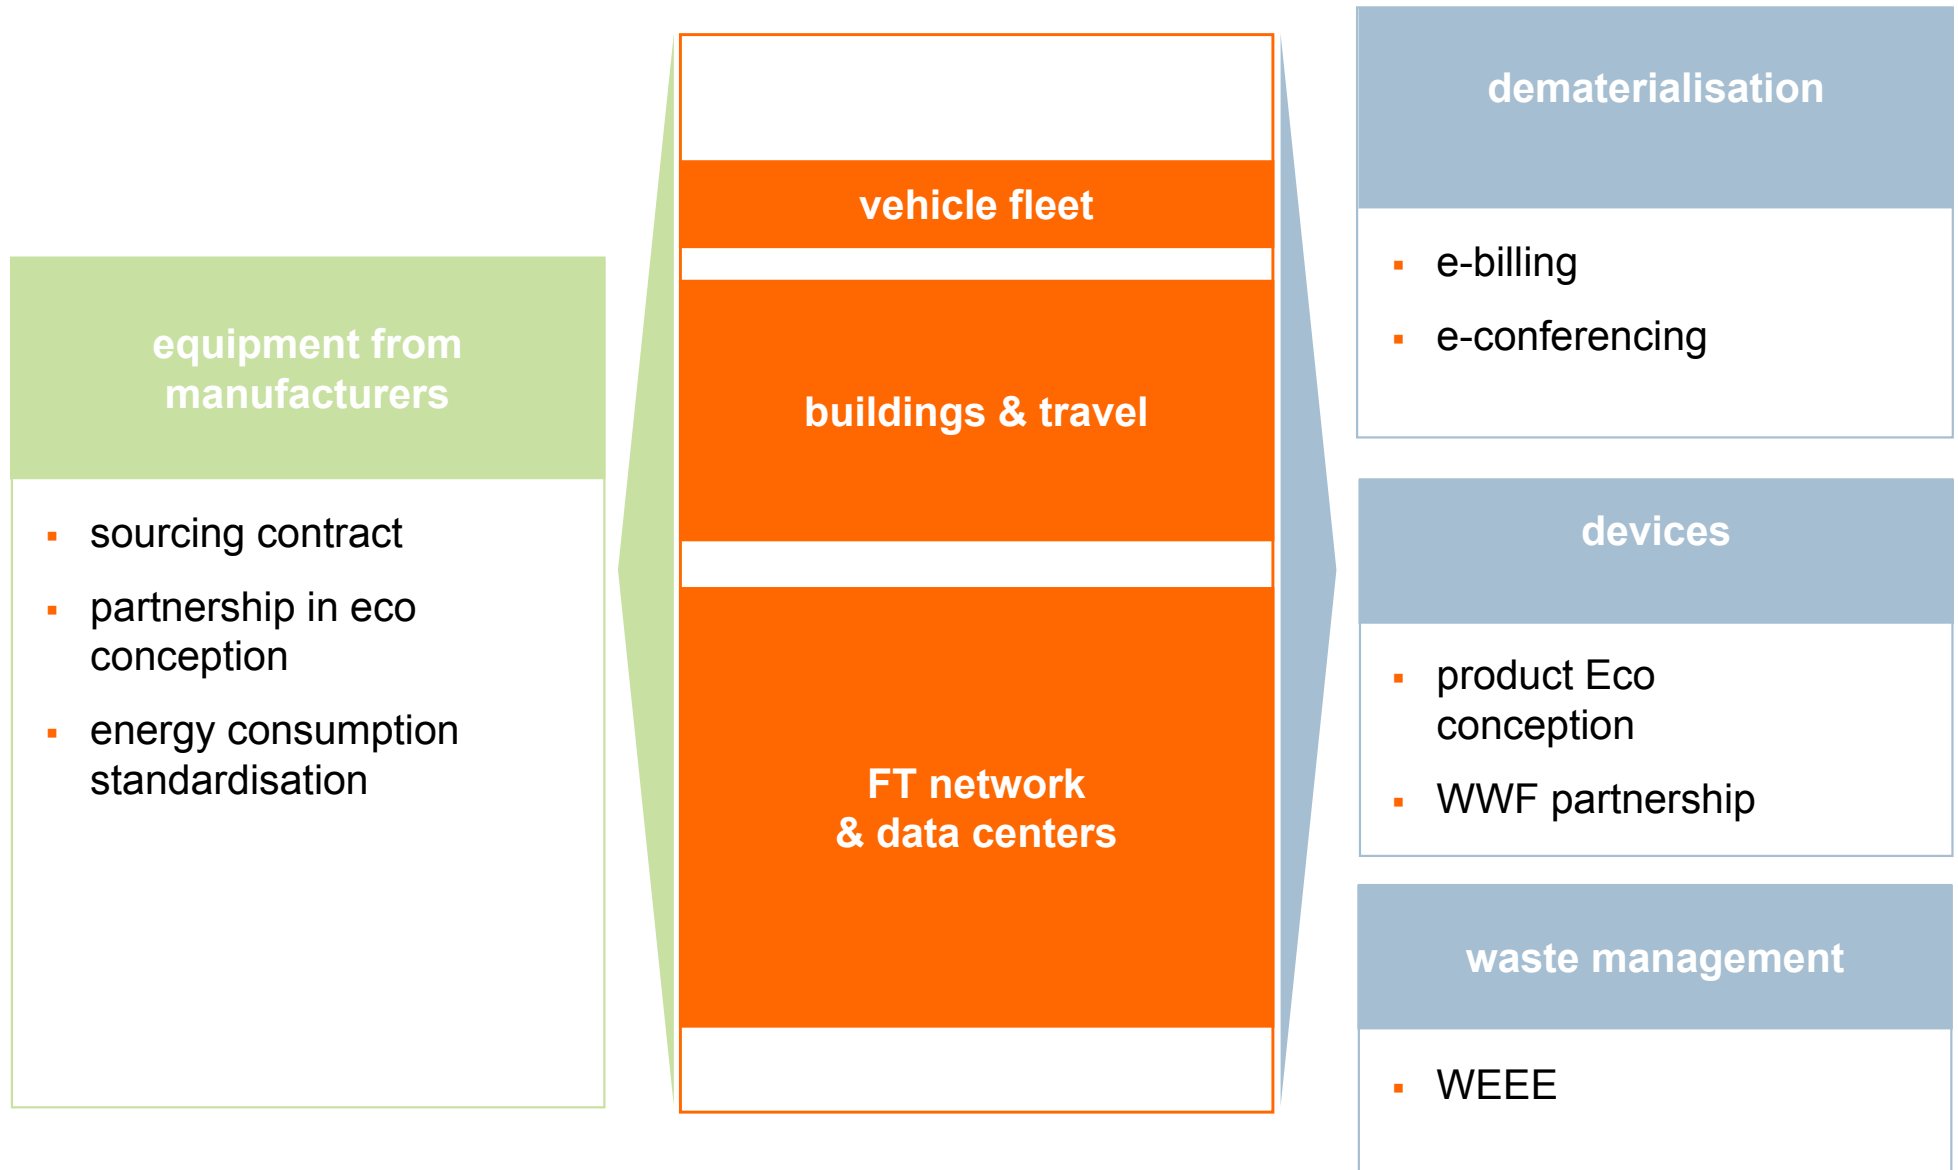 equipment from
manufacturers
▪ sourcing contract
▪ partnership in eco
conception
▪ energy consumption
standardisation
vehicle fleet
buildings & travel
FT network
& data centers
dematerialisation
▪ e-billing
▪ e-conferencing
devices
▪ product Eco
conception
▪ WWF partnership
waste management
▪ WEEE